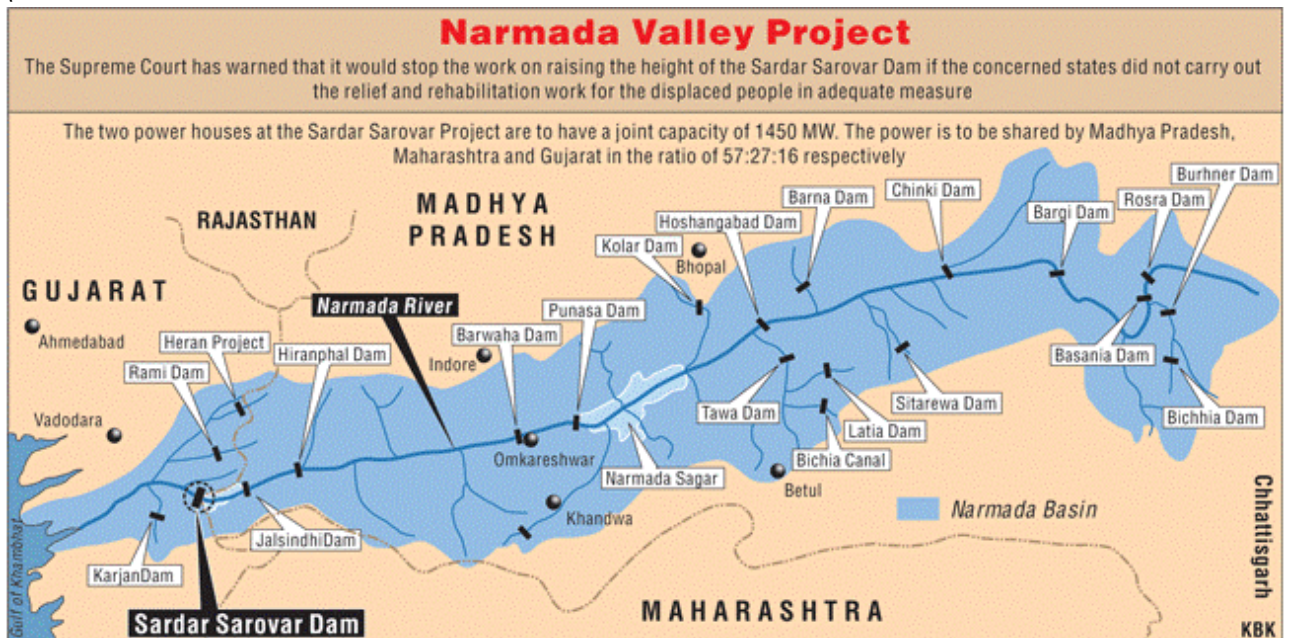 Narmada Valley Project
The Supreme Court has warned that it would stop the work on raising the height of the Sardar Sarovar Dam if the concerned states did not carry out
the relief and rehabilitation work for the displaced people in adequate measure
The two power houses at the Sardar Sarovar Project are to have a joint capacity of 1450 MW. The power is to be shared by Madhya Pradesh,
Maharashtra and Gujarat in the ratio of 57:27:16 respectively
Burhner Dam
Rosra Dam
Chinki Dam
Barna Dam
Bargi Dam
MADHYA
PRADESH
RAJASTHAN
Hoshangabad Dam
Kolar Dam
Bhopal
GUJARAT
Narmada River
Punasa Dam
Barwaha Dam
Ahmedabad
Heran Project
Hiranphal Dam
Indore
Rami Dam
Basania Dam
Sitarewa Dam
Tawa Dam
Latia Dam
Bichhia Dam
Vadodara
Omkareshwar
Bichia Canal
Narmada Sagar
Betul
Khandwa
Narmada Basin
JalsindhiDam
KarjanDam
Gulf of Khambhat
Sardar Sarovar Dam
MAHARASHTRA
Chhattisgarh
KBK